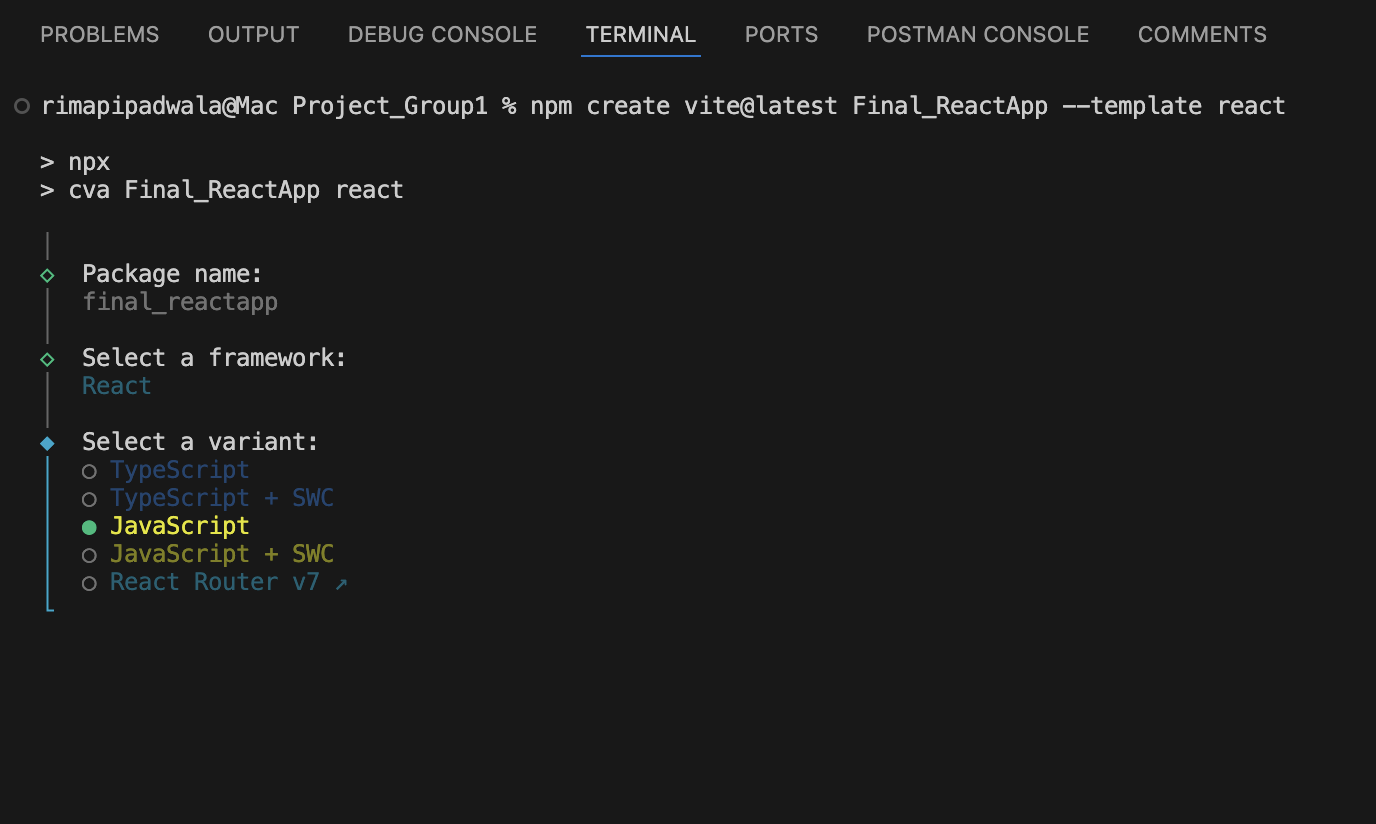 PROBLEMS OUTPUT DEBUG CONSOLE TERMINAL PORTS POSTMAN CONSOLE COMMENTS
rimapipadwala@Mac Project_Group1 % npm create vite@latest Final_ReactApp --template react
> npx
> cva Final_ReactApp react
Package name:
final_reactapp
Select a framework:
React
Select a variant:
○ TypeScript
○ TypeScript + SWC
● JavaScript
○ JavaScript + SWC
○ React Router v7 ↗